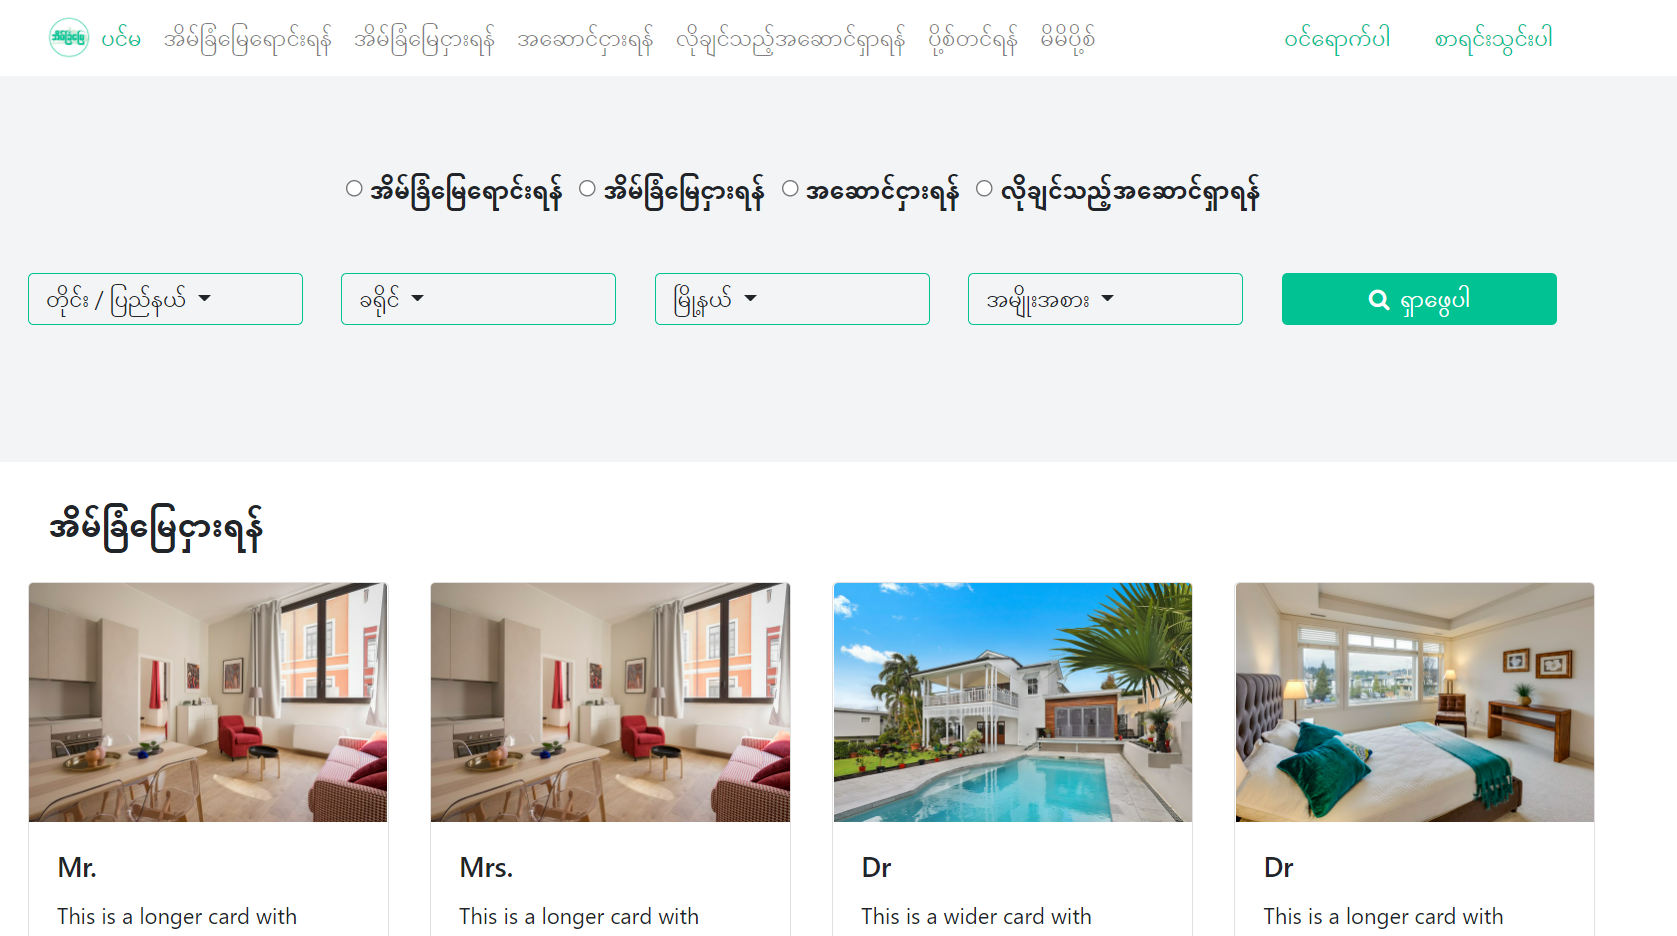 အိမ်ခြံမြေ ပင်မ အိမ်ခြံမြေရောင်းရန် အိမ်ခြံမြေငှားရန် အဆောင်ငှားရန် လိုချင်သည့်အဆောင်ရှာရန် ပို့စ်တင်ရန် မိမိပို့စ် ဝင်ရောက်ပါ စာရင်းသွင်းပါ
အိမ်ခြံမြေရောင်းရန် အိမ်ခြံမြေငှားရန် အဆောင်ငှားရန် လိုချင်သည့်အဆောင်ရှာရန်
တိုင်း / ပြည်နယ် ခရိုင် မြို့နယ် အမျိုးအစား ရှာဖွေပါ
အိမ်ခြံမြေငှားရန်
Mr. Mrs. Dr Dr
This is a longer card with This is a longer card with This is a wider card with This is a longer card with